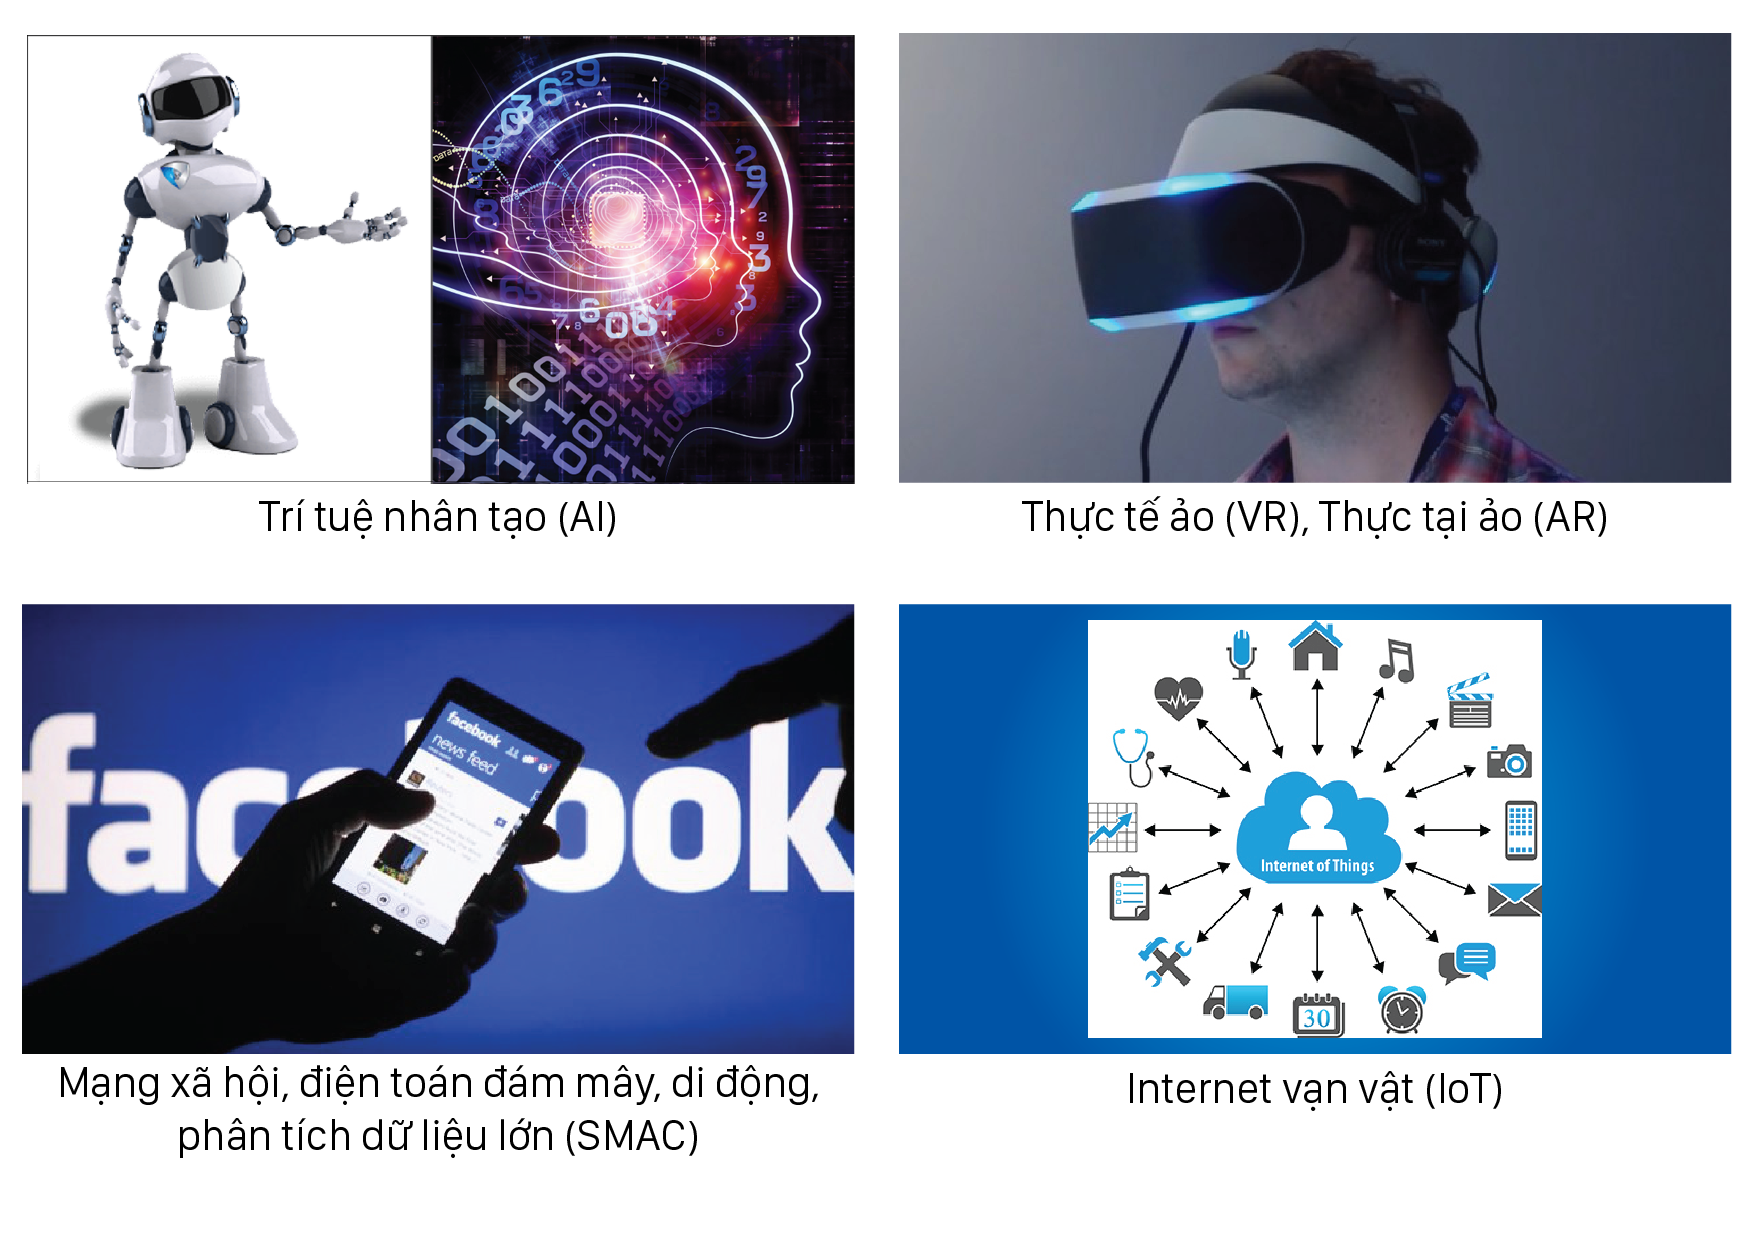 Trí tuệ nhân tạo (AI)
Thực tế ảo (VR), Thực tại ảo (AR)
facebook
facebook
news feed
Mạng xã hội, điện toán đám mây, di động,
phân tích dữ liệu lớn (SMAC)
Internet of Things
30
Internet vạn vật (IoT)